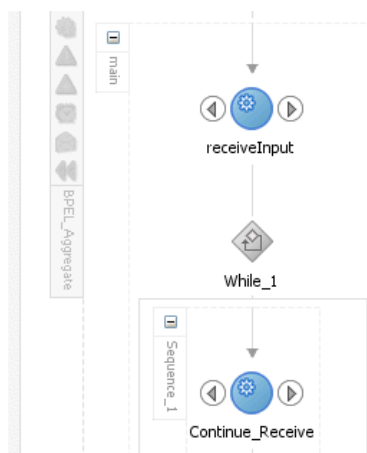 main
receiveInput
BPEL_Aggregate
While_1
Sequence_1
Continue_Receive